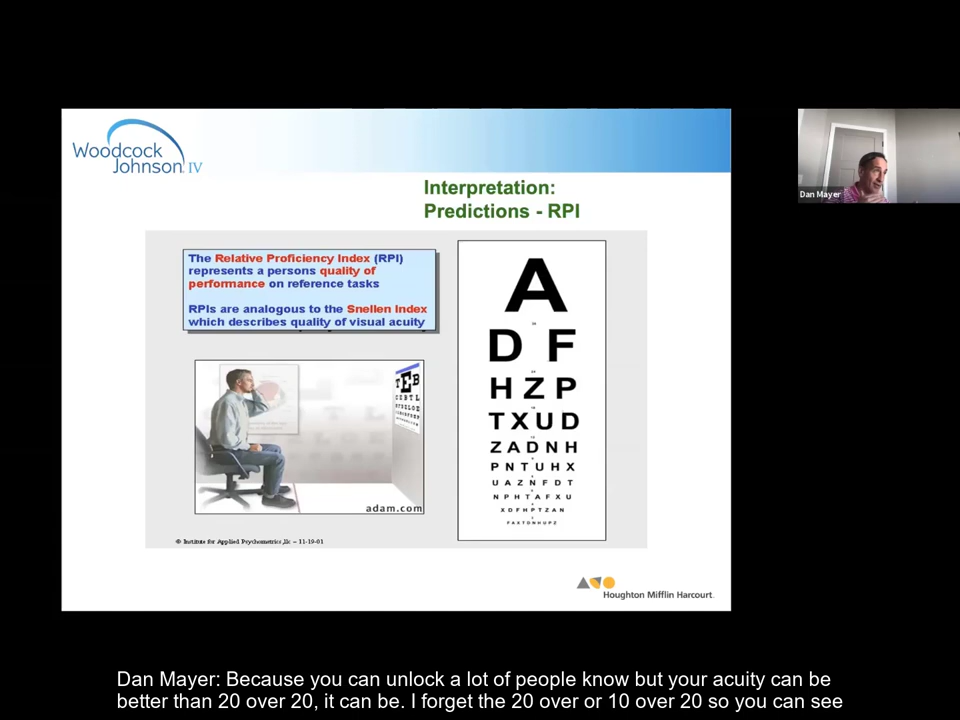 Woodcock
Johnson IV
Interpretation:
Predictions - RPI
The Relative Proficiency Index (RPI)
represents a persons quality of
performance on reference tasks
RPIs are analogous to the Snellen Index
which describes quality of visual acuity
A
D F
H Z P
T X U D
Z A D N H
P N T U H X
U A Z N F D T
N P H T A F X U
X D F H P T Z A N
F A X T D N H U P Z
TEB
adam.com
© Institute for Applied Psychometrics,llc – 11-19-01
Houghton Mifflin Harcourt
Dan Mayer
Dan Mayer: Because you can unlock a lot of people know but your acuity can be
better than 20 over 20, it can be. I forget the 20 over or 10 over 20 so you can see